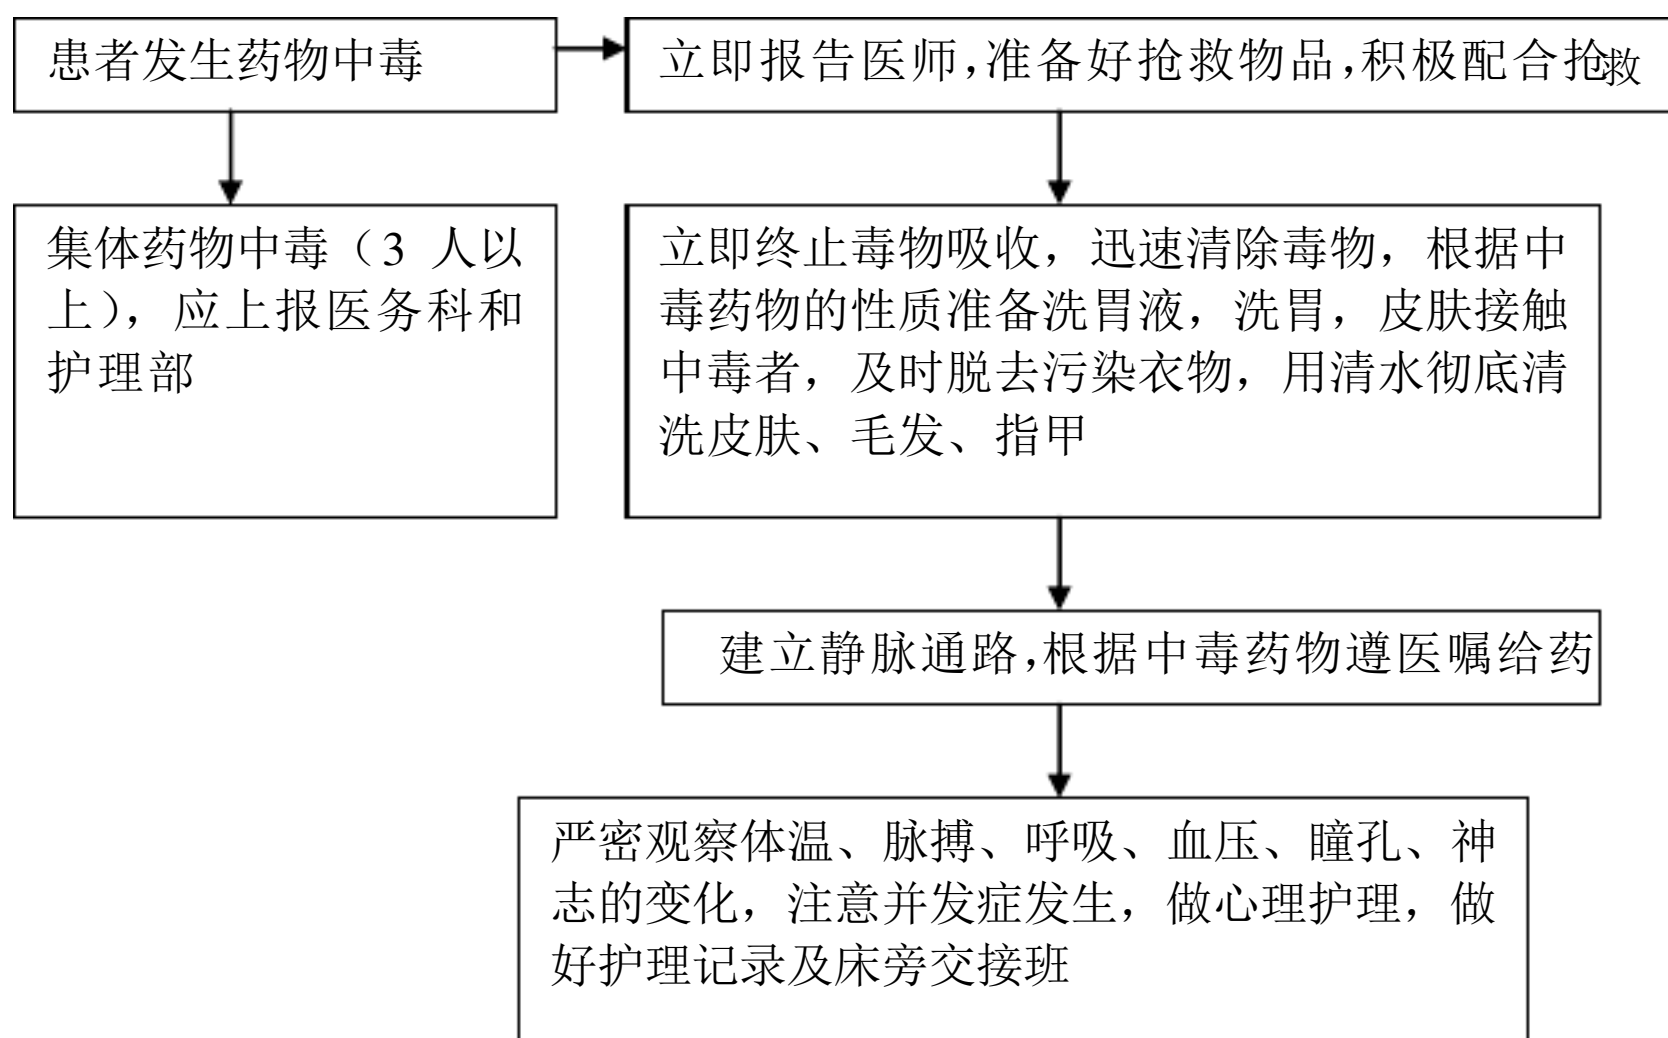 患者发生药物中毒
立即报告医师,准备好抢救物品,积极配合抢救
集体药物中毒（3 人以
上），应上报医务科和
护理部
立即终止毒物吸收，迅速清除毒物，根据中
毒药物的性质准备洗胃液，洗胃，皮肤接触
中毒者，及时脱去污染衣物，用清水彻底清
洗皮肤、毛发、指甲
建立静脉通路,根据中毒药物遵医嘱给药
严密观察体温、脉搏、呼吸、血压、瞳孔、神
志的变化，注意并发症发生，做心理护理，做
好护理记录及床旁交接班